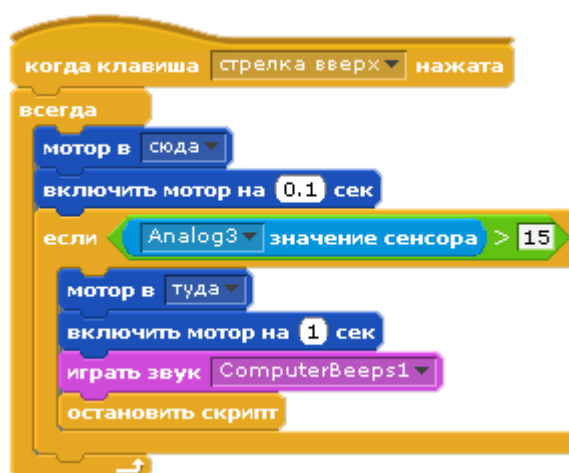 когда клавиша стрелка вверх нажата
всегда
мотор в сюда
включить мотор на 0.1 сек
если Analog3 значение сенсора > 15
мотор в туда
включить мотор на 1 сек
играть звук ComputerBeeps1
остановить скрипт